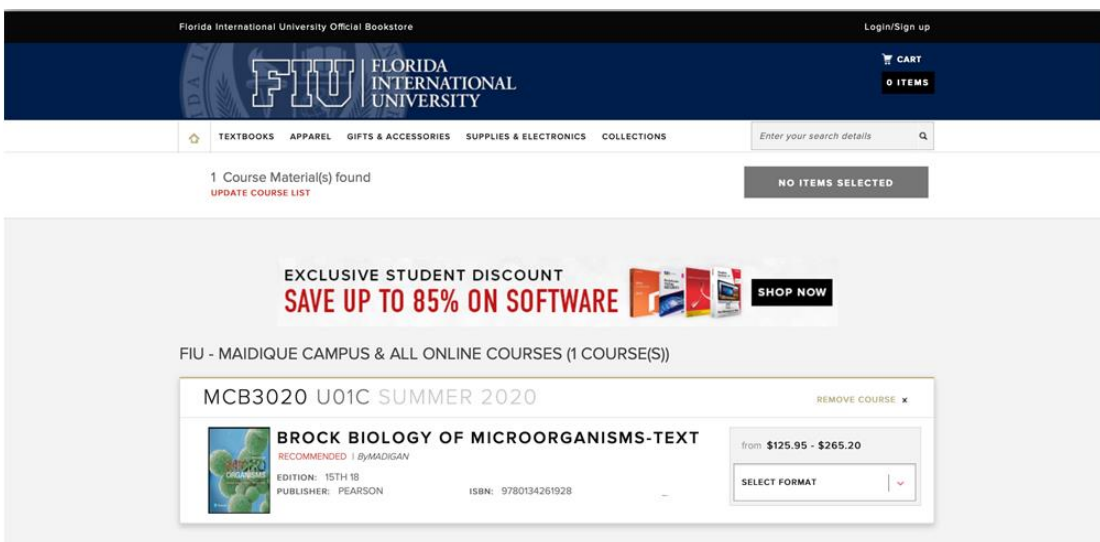 Florida International University Official Bookstore
Login/Sign up
FIU
FLORIDA
INTERNATIONAL
UNIVERSITY
CART
0 ITEMS
TEXTBOOKS APPAREL GIFTS & ACCESSORIES SUPPLIES & ELECTRONICS COLLECTIONS
Enter your search details
1 Course Material(s) found
UPDATE COURSE LIST
NO ITEMS SELECTED
EXCLUSIVE STUDENT DISCOUNT
SAVE UP TO 85% ON SOFTWARE
SHOP NOW
FIU - MAIDIQUE CAMPUS & ALL ONLINE COURSES (1 COURSE(S))
MCB3020 U01C SUMMER 2020
REMOVE COURSE x
BROCK BIOLOGY OF MICROORGANISMS-TEXT
RECOMMENDED | ByMADIGAN
EDITION: 15TH 18
PUBLISHER: PEARSON
ISBN: 9780134261928
from $125.95 - $265.20
SELECT FORMAT